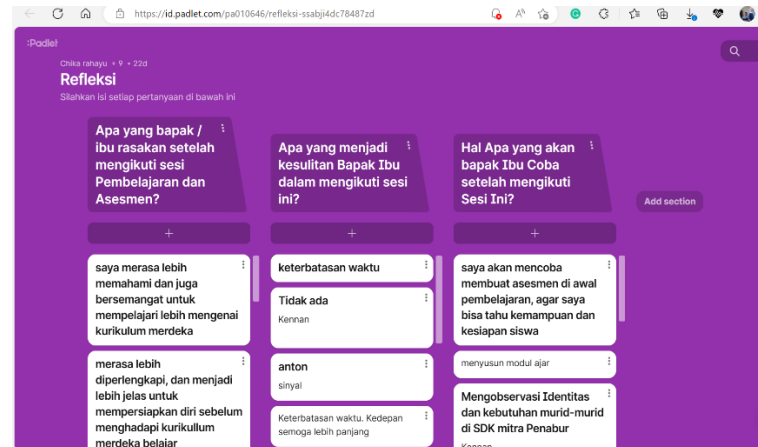 https://id.padlet.com/pa010646/refleksi-ssabji4dc78487zd
:Padlet
Chika rahayu + 9 • 22d
Refleksi
Silahkan isi setiap pertanyaan di bawah ini
Apa yang bapak /
ibu rasakan setelah
mengikuti sesi
Pembelajaran dan
Asesmen?
+
saya merasa lebih
memahami dan juga
bersemangat untuk
mempelajari lebih mengenai
kurikulum merdeka
merasa lebih
diperlengkapi, dan menjadi
lebih jelas untuk
mempersiapkan diri sebelum
menghadapi kurikullum
merdeka belajar
Apa yang menjadi
kesulitan Bapak Ibu
dalam mengikuti sesi
ini?
+
keterbatasan waktu
Tidak ada
Kennan
anton
sinyal
Keterbatasan waktu. Kedepan
semoga lebih panjang
Hal Apa yang akan
bapak Ibu Coba
setelah mengikuti
Sesi Ini?
+
saya akan mencoba
membuat asesmen di awal
pembelajaran, agar saya
bisa tahu kemampuan dan
kesiapan siswa
menyusun modul ajar
Mengobservasi Identitas
dan kebutuhan murid-murid
di SDK mitra Penabur
Kennan
Add section